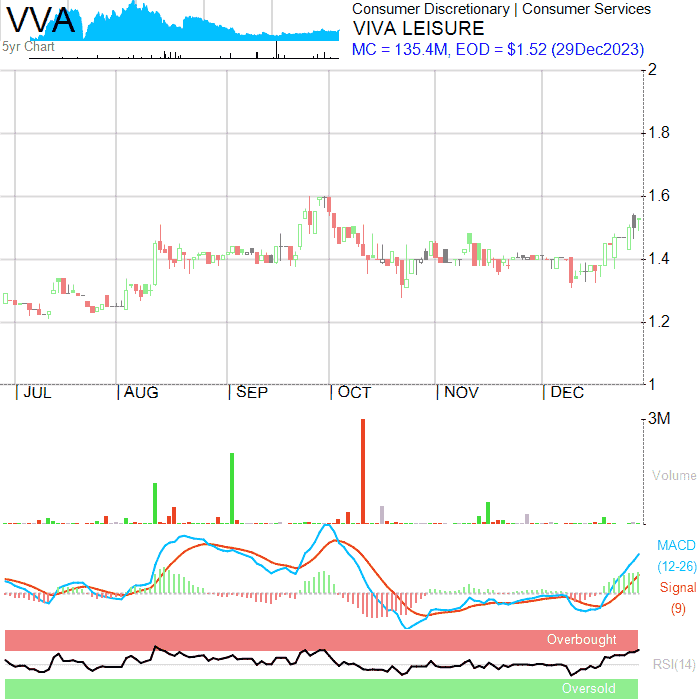 VVA
5yr Chart
Consumer Discretionary | Consumer Services
VIVA LEISURE
MC = 135.4M, EOD = $1.52 (29Dec2023)
2
1.8
1.6
1.4
1.2
1
| JUL | AUG | SEP | OCT | NOV | DEC
3M
Volume
MACD
(12-26)
Signal
(9)
Overbought
RSI(14)
Oversold